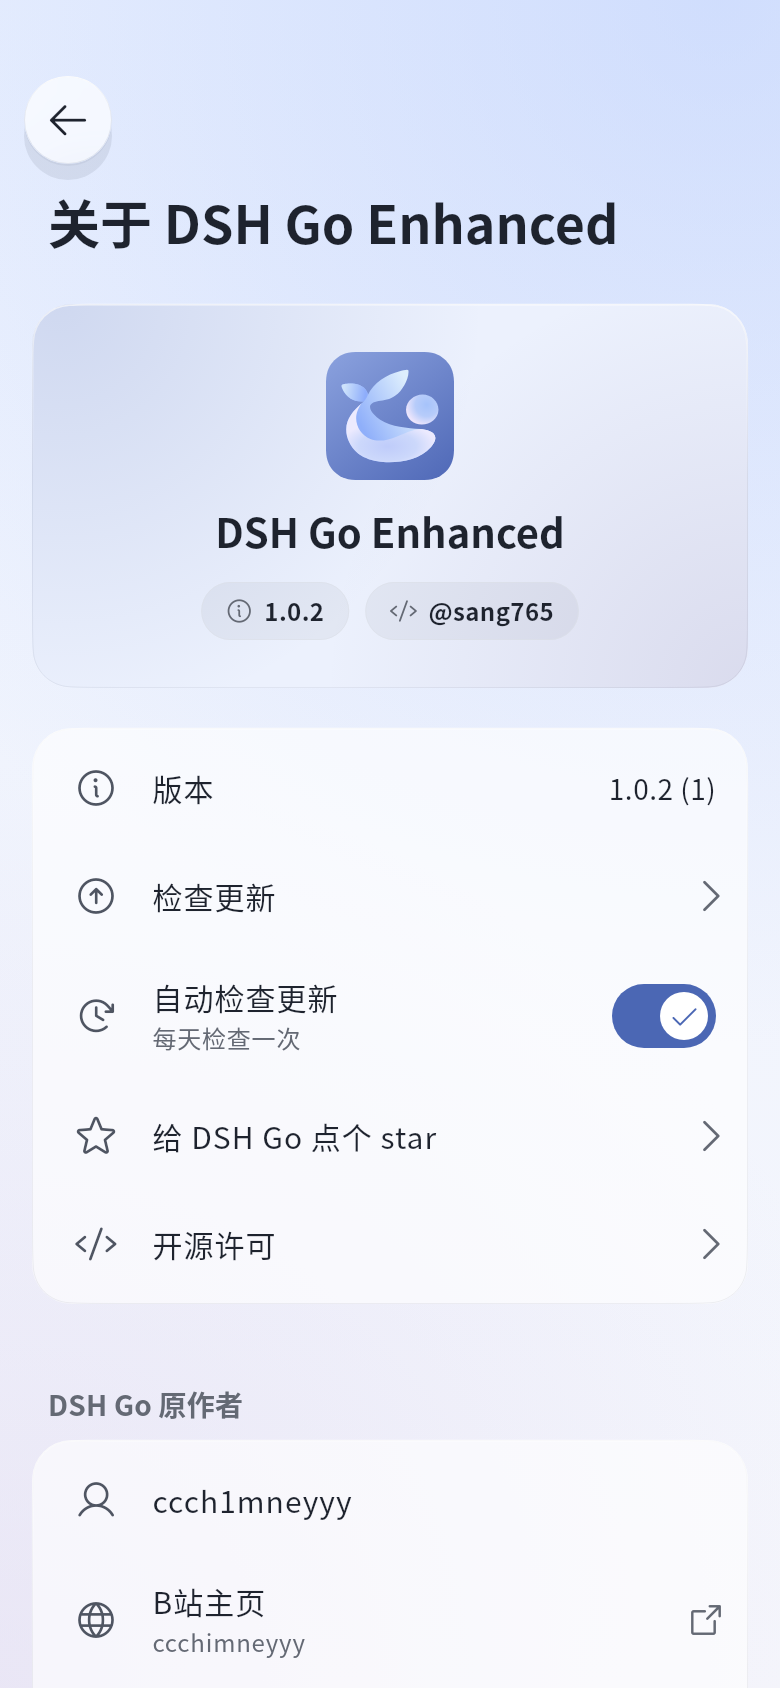 关于 DSH Go Enhanced
DSH Go Enhanced
1.0.2
@sang765
版本
1.0.2 (1)
检查更新
自动检查更新
每天检查一次
给 DSH Go 点个 star
开源许可
DSH Go 原作者
ccch1mneyyy
B站主页
ccchimneyyy